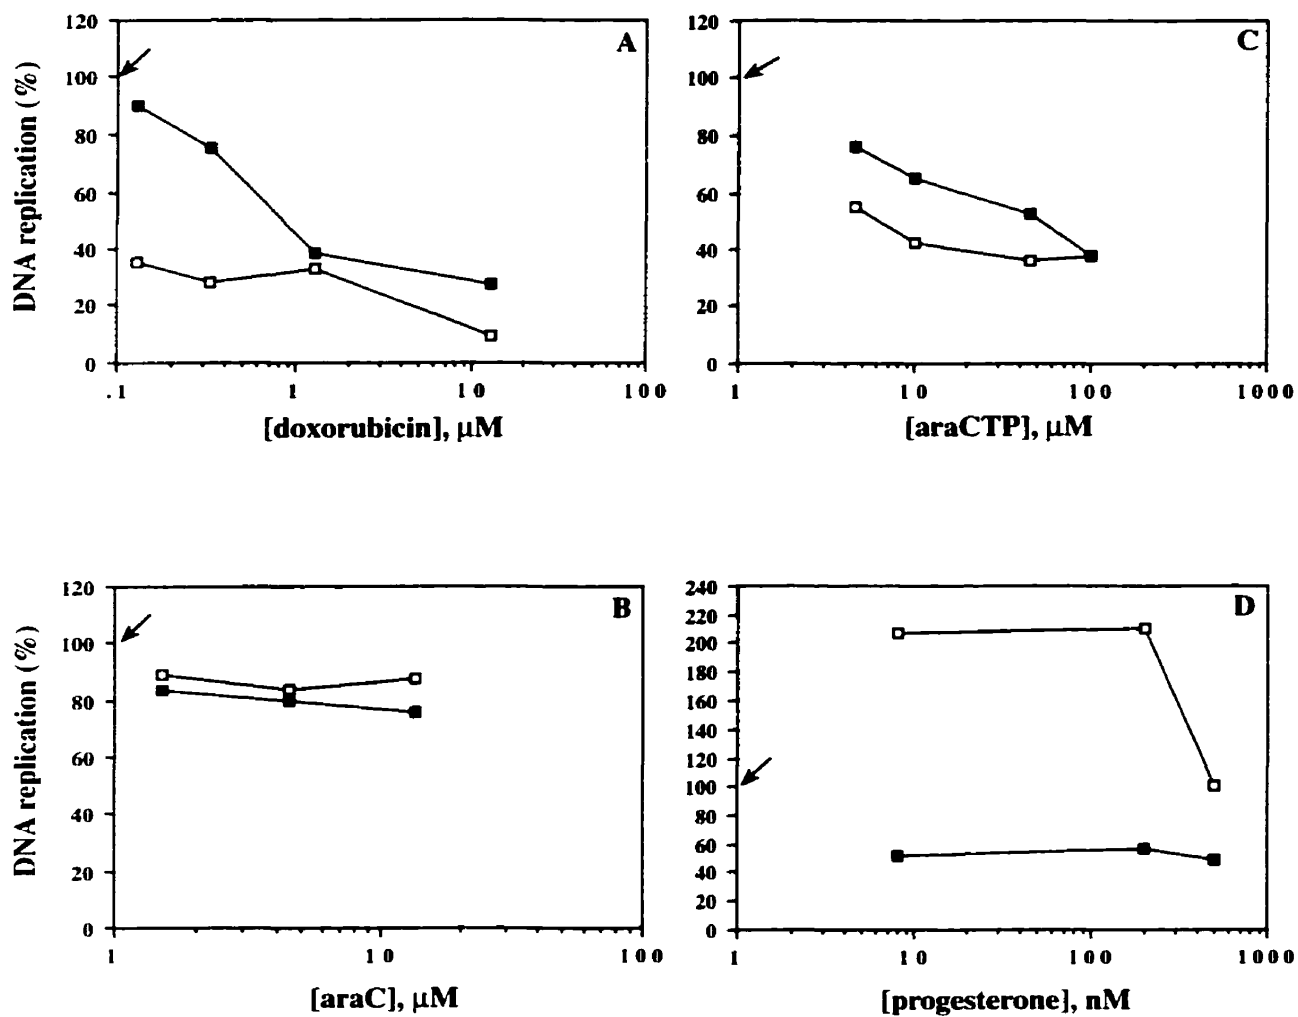 A
DNA replication (%)
120
100
80
60
40
20
0
.1 1 10 100
[doxorubicin], μM
C
120
100
80
60
40
20
0
1 10 100 1000
[araCTP], μM
B
DNA replication (%)
120
100
80
60
40
20
0
1 10 100
[araC], μM
D
240
220
200
180
160
140
120
100
80
60
40
20
0
1 10 100 1000
[progesterone], nM